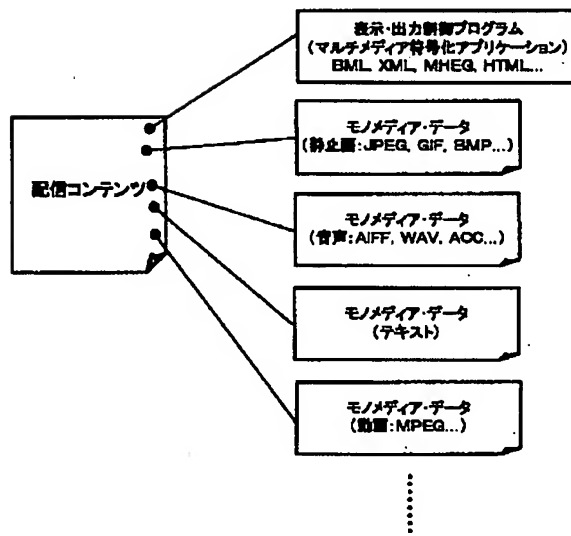 表示・出力制御プログラム
(マルチメディア符号化アプリケーション)
BML, XML, MHEG, HTML...
モノメディア・データ
(静止画:JPEG, GIF, BMP...)
配信コンテンツ
モノメディア・データ
(音声:AIFF, WAV, ACC...)
モノメディア・データ
(テキスト)
モノメディア・データ
(動画:MPEG...)